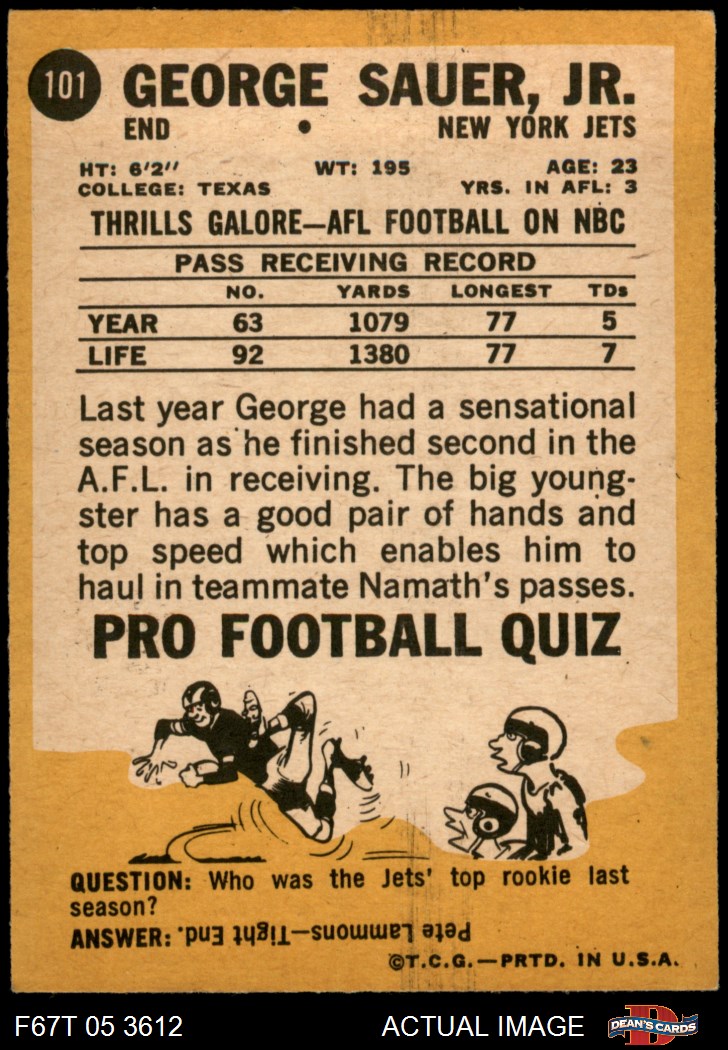 101
GEORGE SAUER, JR.
END • NEW YORK JETS
HT: 6'2" WT: 195 AGE: 23
COLLEGE: TEXAS YRS. IN AFL: 3
THRILLS GALORE—AFL FOOTBALL ON NBC
PASS RECEIVING RECORD
NO. YARDS LONGEST TDs
YEAR 63 1079 77 5
LIFE 92 1380 77 7
Last year George had a sensational
season as he finished second in the
A.F.L. in receiving. The big young-
ster has a good pair of hands and
top speed which enables him to
haul in teammate Namath's passes.
PRO FOOTBALL QUIZ
QUESTION: Who was the Jets' top rookie last
season?
ANSWER: Pete Lammons—Tight End.
©T.C.G.—PRTD. IN U.S.A.
F67T 05 3612 ACTUAL IMAGE D DEAN'S CARDS